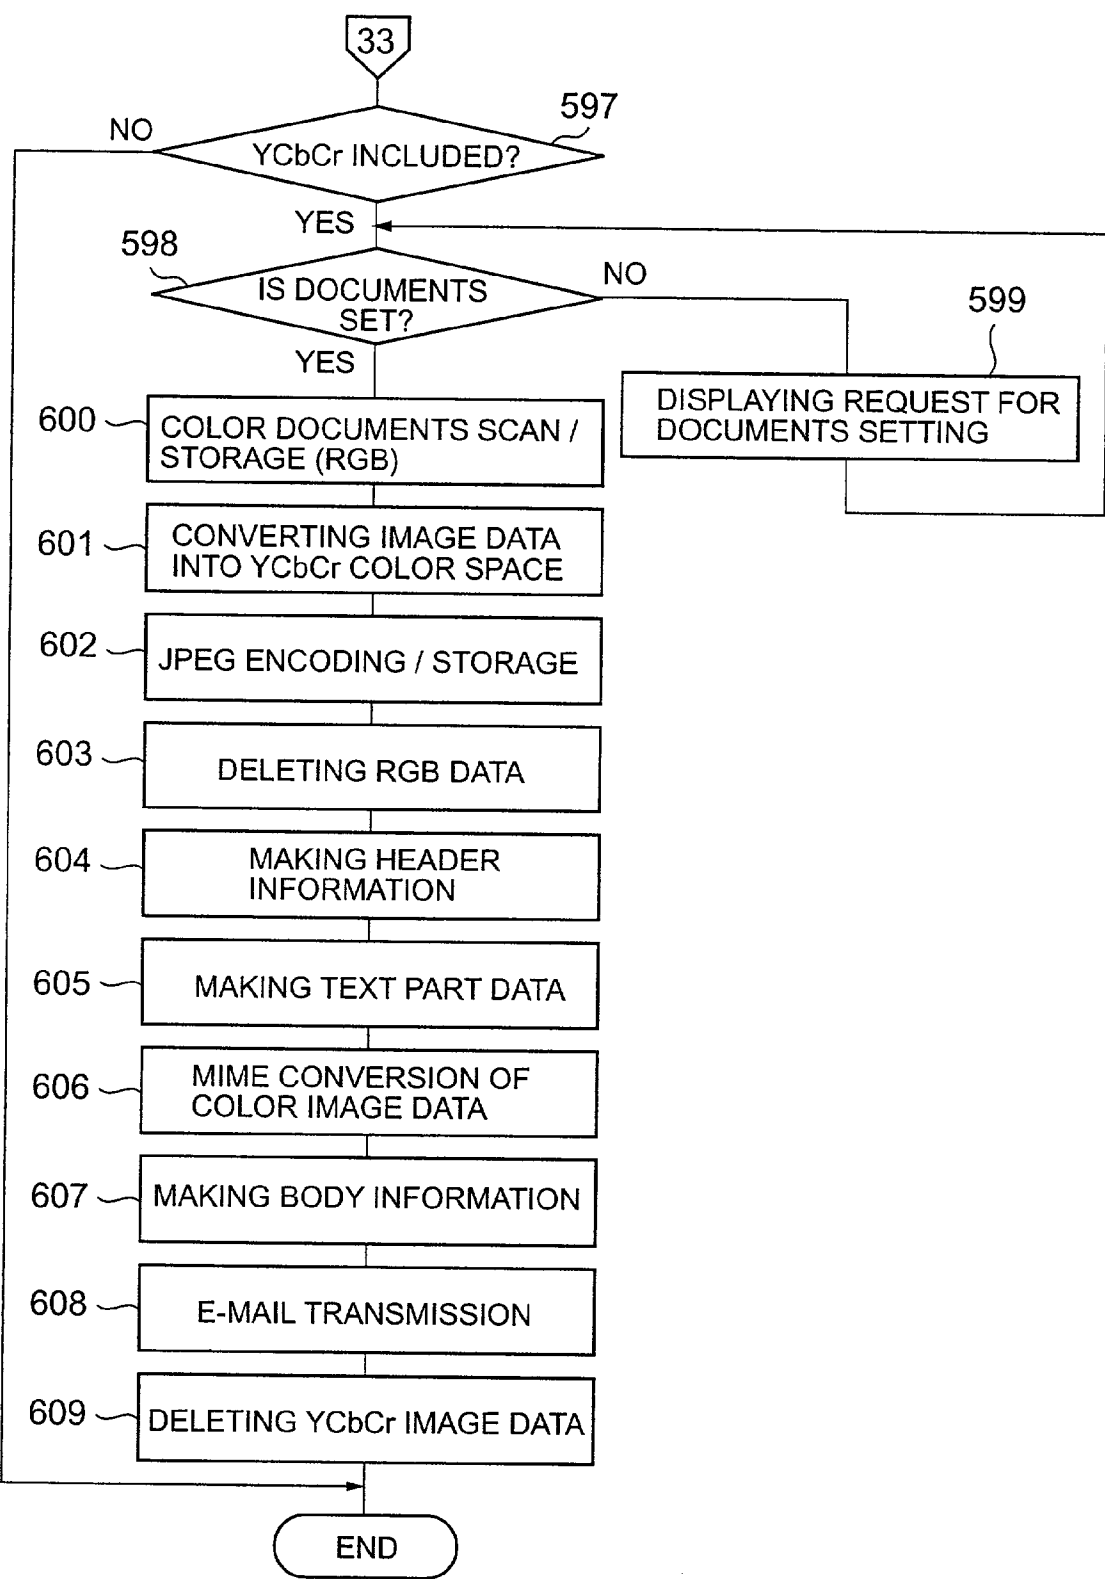 33
597
NO
YCbCr INCLUDED?
YES
598
NO
IS DOCUMENTS
SET?
599
YES
DISPLAYING REQUEST FOR
DOCUMENTS SETTING
600
COLOR DOCUMENTS SCAN /
STORAGE (RGB)
601
CONVERTING IMAGE DATA
INTO YCbCr COLOR SPACE
602
JPEG ENCODING / STORAGE
603
DELETING RGB DATA
604
MAKING HEADER
INFORMATION
605
MAKING TEXT PART DATA
606
MIME CONVERSION OF
COLOR IMAGE DATA
607
MAKING BODY INFORMATION
608
E-MAIL TRANSMISSION
609
DELETING YCbCr IMAGE DATA
END